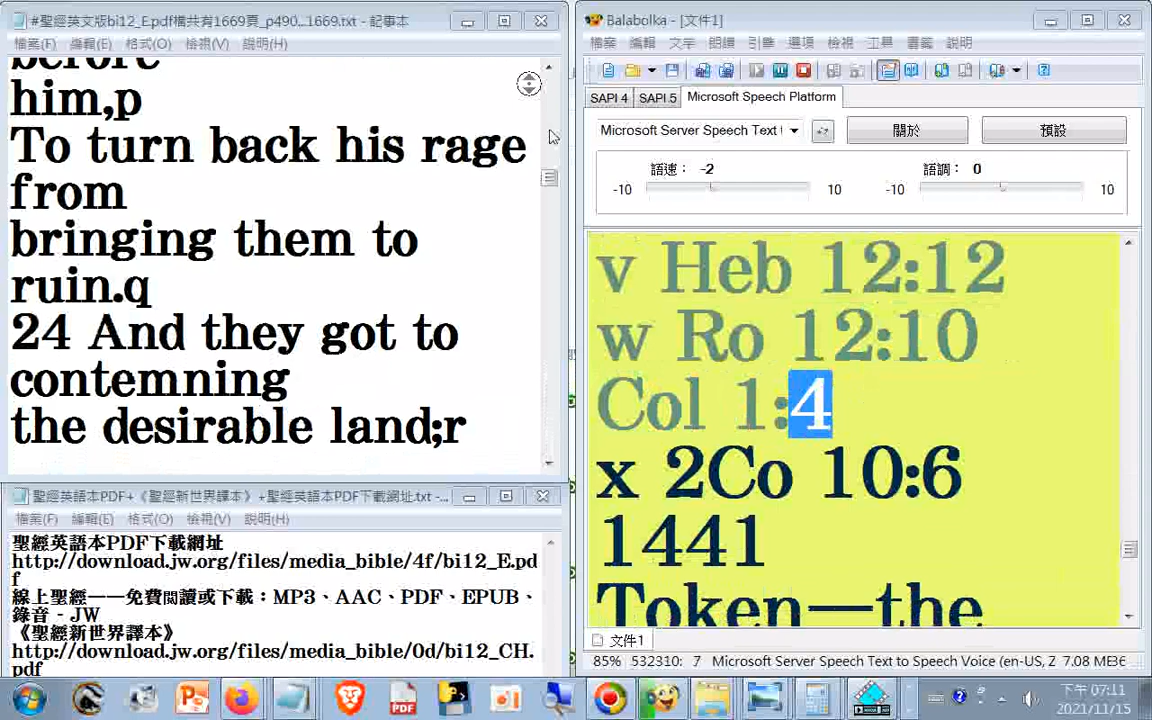 #聖經英文版bi12_E.pdf橫共有1669頁_p490...1669.txt - 記事本
檔案(F) 編輯(E) 格式(O) 檢視(V) 說明(H)
before
him,p
To turn back his rage
from
bringing them to
ruin.q
24 And they got to
contemning
the desirable land;r
聖經英語本PDF+《聖經新世界譯本》+聖經英語本PDF下載網址.txt - ...
檔案(F) 編輯(E) 格式(O) 檢視(V) 說明(H)
聖經英語本PDF下載網址
http://download.jw.org/files/media_bible/4f/bi12_E.pd
f
線上聖經——免費閱讀或下載：MP3、AAC、PDF、EPUB、
錄音 - JW
《聖經新世界譯本》
http://download.jw.org/files/media_bible/0d/bi12_CH.
pdf
Balabolka - [文件1]
檔案 編輯 文字 朗讀 引擎 選項 檢視 工具 書籤 說明
SAPI 4 SAPI 5 Microsoft Speech Platform
Microsoft Server Speech Text 關於 預設
語速： -2 語調： 0
-10 10 -10 10
v Heb 12:12
w Ro 12:10
Col 1:4
x 2Co 10:6
1441
Token—the
文件1
85% 532310: 7 Microsoft Server Speech Text to Speech Voice (en-US, Z 7.08 MB
下午 07:11
2021/11/15